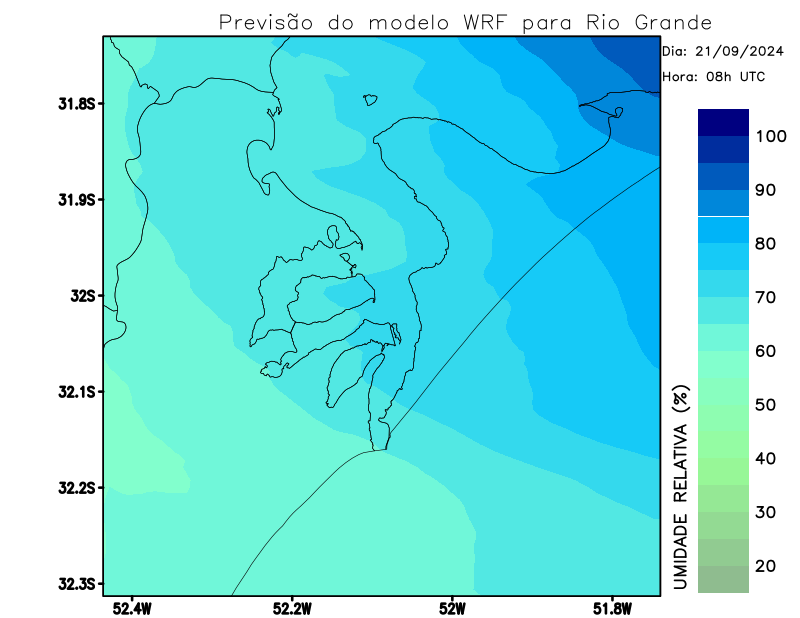 Previsão do modelo WRF para Rio Grande
Dia: 21/09/2024
Hora: 08h UTC
31.8S
31.9S
32S
32.1S
32.2S
32.3S
52.4W
52.2W
52W
51.8W
100
90
80
70
60
50
40
30
20
UMIDADE RELATIVA (%)